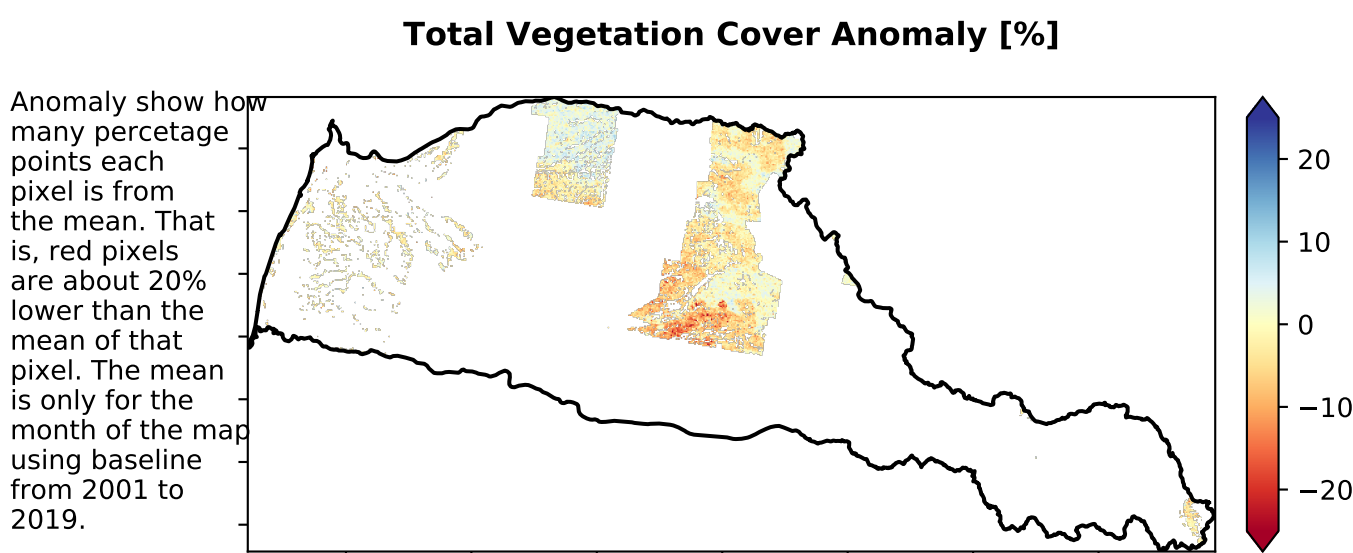 Total Vegetation Cover Anomaly [%]
Anomaly show how
many percetage
points each
pixel is from
the mean. That
is, red pixels
are about 20%
lower than the
mean of that
pixel. The mean
is only for the
month of the map
using baseline
from 2001 to
2019.
20
10
0
−10
−20